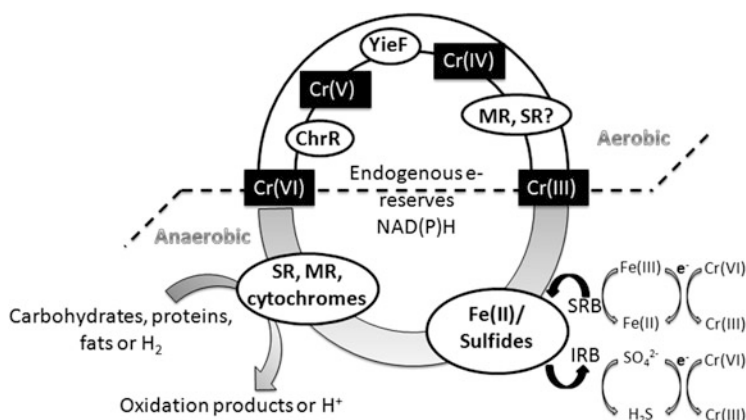 YieF
Cr(V)
Cr(IV)
ChrR
MR, SR?
Aerobic
Cr(VI)
Endogenous e-
reserves
NAD(P)H
Cr(III)
Anaerobic
SR, MR,
cytochromes
Carbohydrates, proteins,
fats or H₂
Oxidation products or H⁺
Fe(II)/
Sulfides
SRB
IRB
Fe(III) e⁻ Cr(VI)
Fe(II) Cr(III)
SO₄²⁻ e⁻ Cr(VI)
H₂S Cr(III)